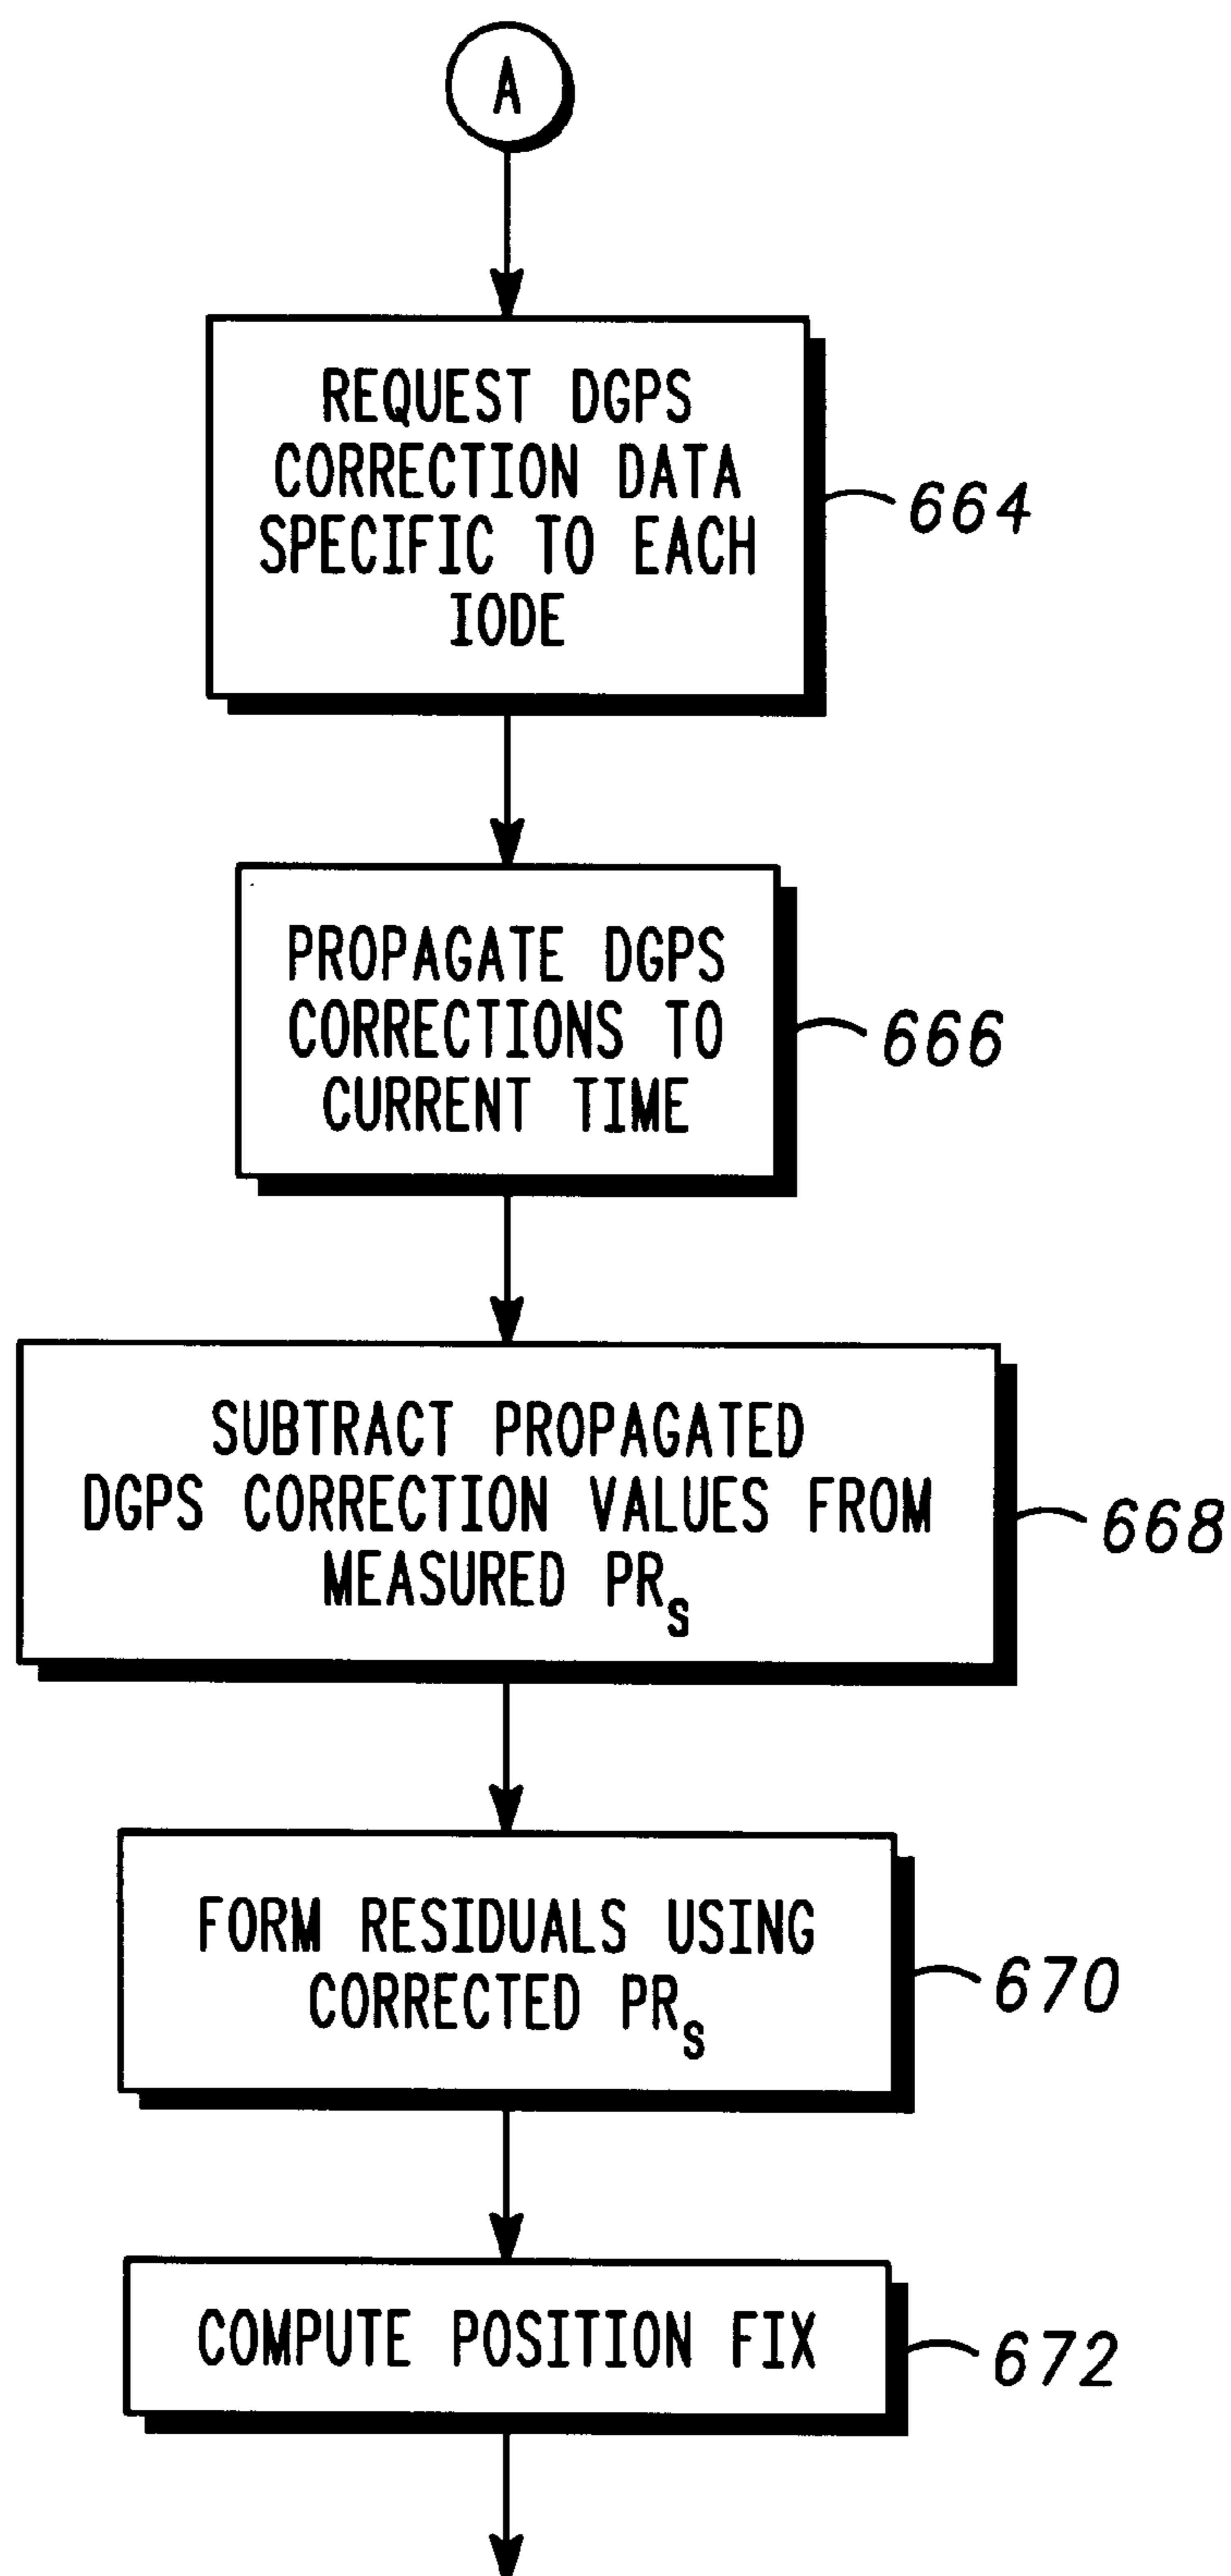 A
REQUEST DGPS
CORRECTION DATA
SPECIFIC TO EACH
IODE
664
PROPAGATE DGPS
CORRECTIONS TO
CURRENT TIME
666
SUBTRACT PROPAGATED
DGPS CORRECTION VALUES FROM
MEASURED PRs
668
FORM RESIDUALS USING
CORRECTED PRs
670
COMPUTE POSITION FIX
672